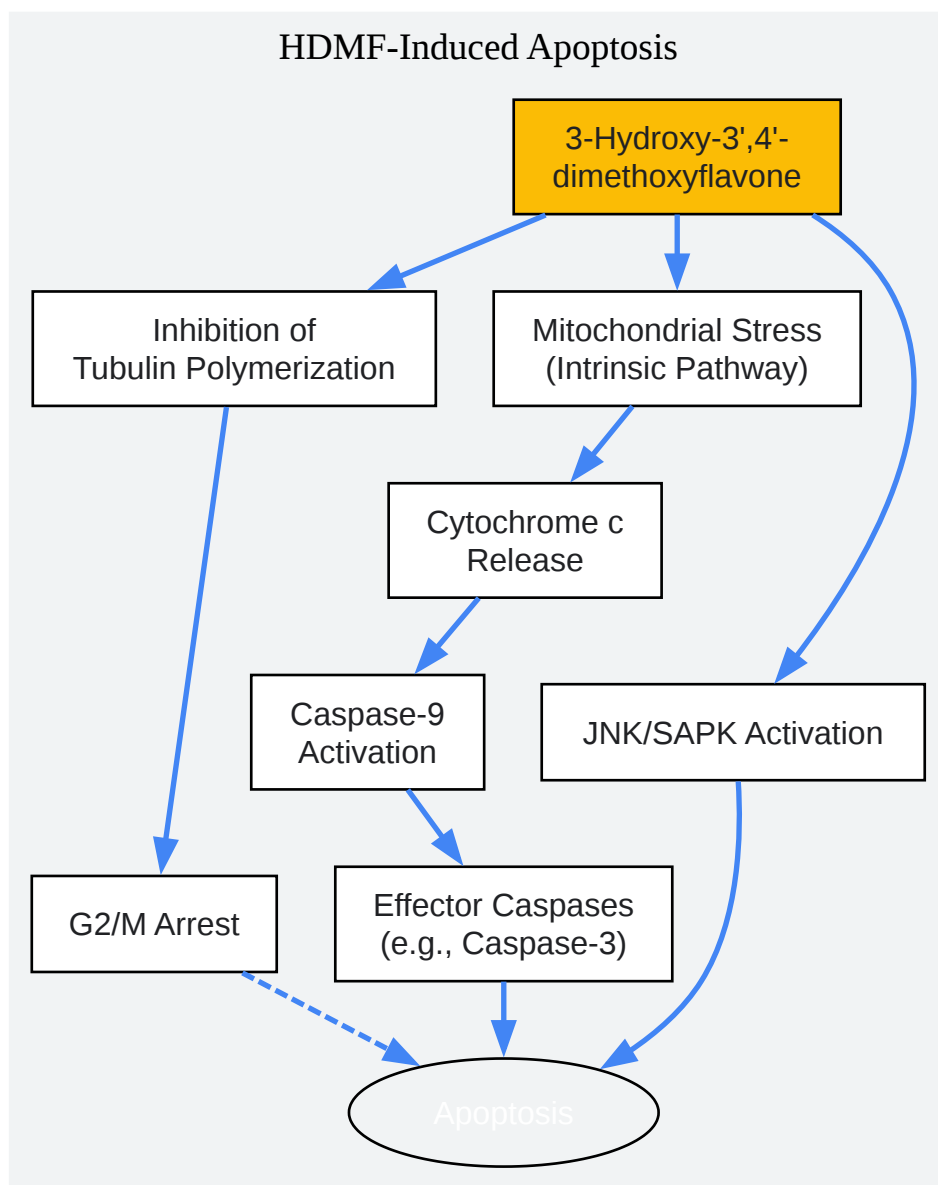 HDMF-Induced Apoptosis
3-Hydroxy-3',4'-
dimethoxyflavone
Inhibition of
Tubulin Polymerization
Mitochondrial Stress
(Intrinsic Pathway)
Cytochrome c
Release
Caspase-9
Activation
JNK/SAPK Activation
G2/M Arrest
Effector Caspases
(e.g., Caspase-3)
Apoptosis